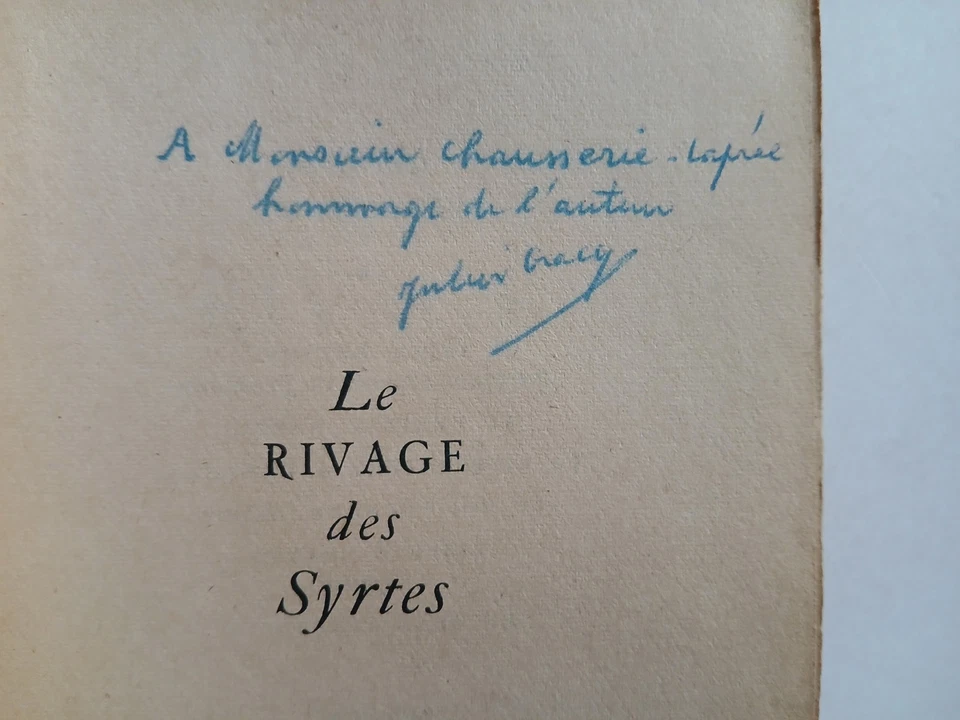 A Monsieur Chausserie-Laprée
hommage de l'auteur
Julien Gracq
Le
RIVAGE
des
Syrtes